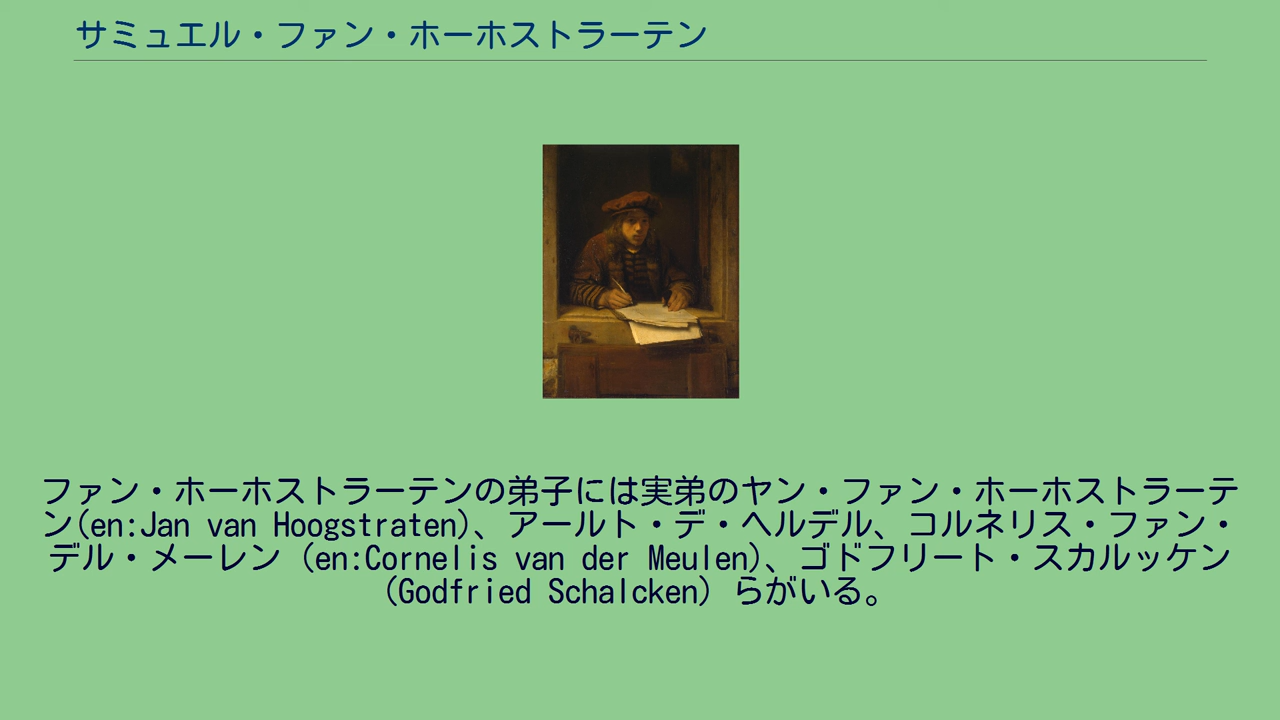 サミュエル・ファン・ホーホストラーテン
ファン・ホーホストラーテンの弟子には実弟のヤン・ファン・ホーホストラーテ
ン(en:Jan van Hoogstraten)、アールト・デ・ヘルデル、コルネリス・ファン・
デル・メーレン (en:Cornelis van der Meulen)、ゴドフリート・スカルッケン
(Godfried Schalcken) らがいる。